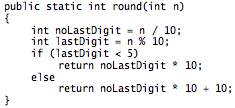 public static int round(int n)
{
    int noLastDigit = n / 10;
    int lastDigit = n % 10;
    if (lastDigit < 5)
        return noLastDigit * 10;
    else
        return noLastDigit * 10 + 10;
}